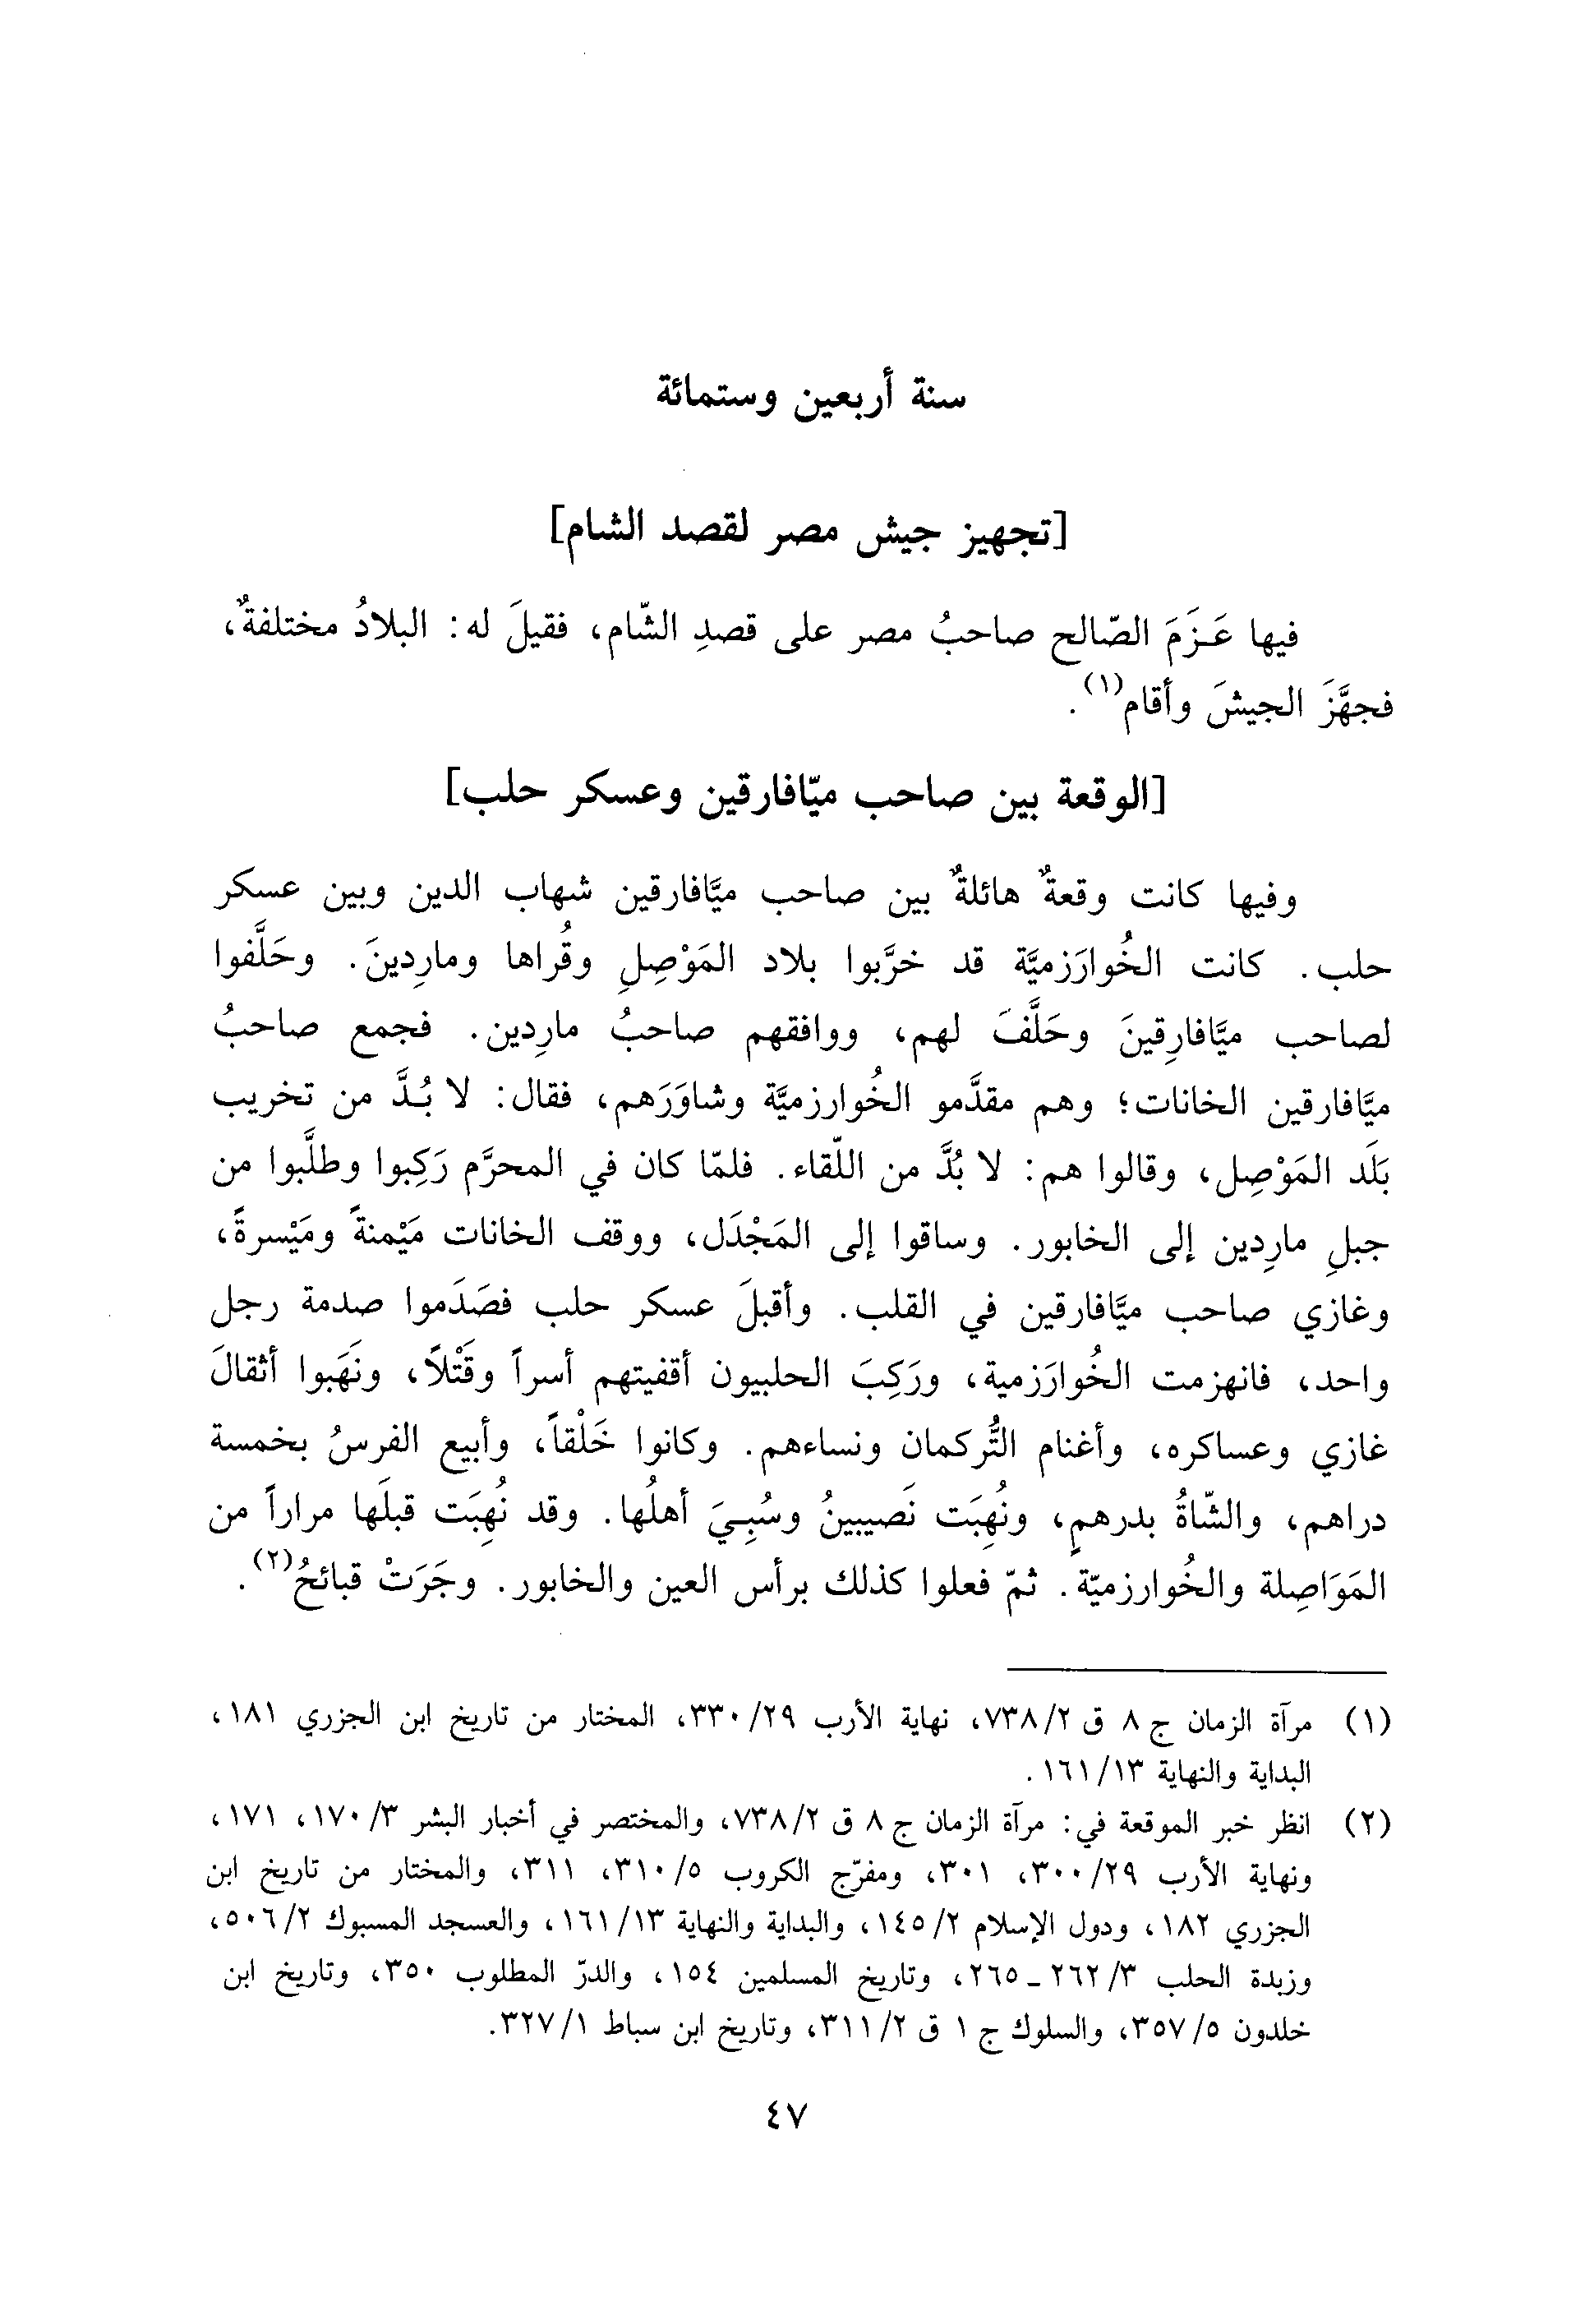 سنة أربعين وستمائة
[تجهيز جيش مصر لقصد الشام]
فيها عَـزَمَ الصّالح صاحبُ مصر على قصدِ الشّام، فقيلَ له: البلادُ مختلفةٌ،
فجهَّزَ الجيشَ وأقام(١).
[الوقعة بين صاحب ميّافارقين وعسكر حلب]
وفيها كانت وقعةٌ هائلةٌ بين صاحب ميَّافارقين شهاب الدين وبين عسكر
حلب. كانت الخُوارَزميَّة قد خرَّبوا بلاد المَوْصِلِ وقُراها وماردِينَ. وحَلَّفوا
لصاحب ميَّافارِقينَ وحَلَّفَ لهم، ووافقهم صاحبُ مارِدين. فجمع صاحبُ
ميَّافارقين الخانات؛ وهم مقدَّمو الخُوارزميَّة وشاوَرَهم، فقال: لا بُـدَّ من تخريب
بَلَد المَوْصِل، وقالوا هم: لا بُدَّ من اللّقاء. فلمّا كان في المحرَّم رَكِبوا وطلَّبوا من
جبلِ مارِدين إلى الخابور. وساقوا إلى المَجْدَل، ووقف الخانات مَيْمنةً ومَيْسرةً،
وغازي صاحب ميَّافارقين في القلب. وأقبلَ عسكر حلب فصَدَموا صدمة رجل
واحد، فانهزمت الخُوارَزمية، ورَكِبَ الحلبيون أقفيتهم أسراً وقَتْلاً، ونَهَبوا أثقالَ
غازي وعساكره، وأغنام التُّركمان ونساءهم. وكانوا خَلْقاً، وأبيع الفرسُ بخمسة
دراهم، والشّاةُ بدرهمٍ، ونُهِبَت نَصيبينُ وسُبِـيَ أهلُها. وقد نُهِبَت قبلَها مراراً من
المَوَاصِلة والخُوارزميّة. ثمّ فعلوا كذلك برأس العين والخابور. وجَرَتْ قبائحُ(٢).
(١) مرآة الزمان ج ٨ ق ٢/ ٧٣٨، نهاية الأرب ٢٩/ ٣٣٠، المختار من تاريخ ابن الجزري ١٨١،
البداية والنهاية ١٣/ ١٦١.
(٢) انظر خبر الموقعة في: مرآة الزمان ج ٨ ق ٢/ ٧٣٨، والمختصر في أخبار البشر ٣/ ١٧٠، ١٧١،
ونهاية الأرب ٢٩/ ٣٠٠، ٣٠١، ومفرّج الكروب ٥/ ٣١٠، ٣١١، والمختار من تاريخ ابن
الجزري ١٨٢، ودول الإسلام ٢/ ١٤٥، والبداية والنهاية ١٣/ ١٦١، والعسجد المسبوك ٢/ ٥٠٦،
وزبدة الحلب ٣/ ٢٦٢ ـ ٢٦٥، وتاريخ المسلمين ١٥٤، والدرّ المطلوب ٣٥٠، وتاريخ ابن
خلدون ٥/ ٣٥٧، والسلوك ج ١ ق ٢/ ٣١١، وتاريخ ابن سباط ١/ ٣٢٧.
٤٧